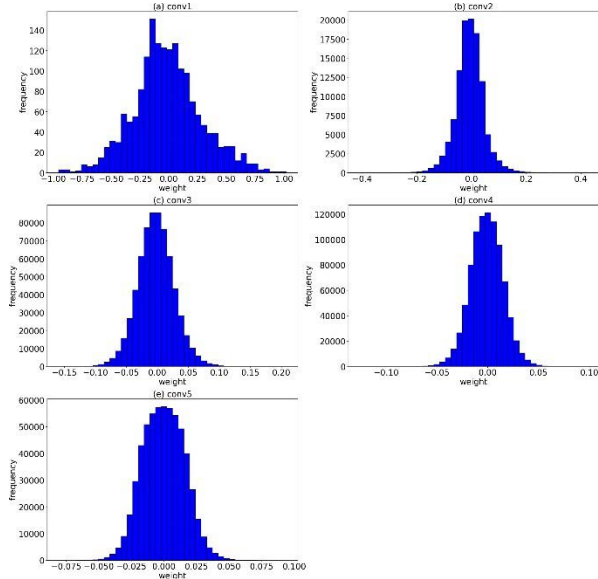 (a) conv1
140
120
100
80
60
40
20
0
frequency
−1.00 −0.75 −0.50 −0.25 0.00 0.25 0.50 0.75 1.00
weight
(b) conv2
20000
17500
15000
12500
10000
7500
5000
2500
0
frequency
−0.4 −0.2 0.0 0.2 0.4
weight
(c) conv3
80000
70000
60000
50000
40000
30000
20000
10000
0
frequency
−0.15 −0.10 −0.05 0.00 0.05 0.10 0.15 0.20
weight
(d) conv4
120000
100000
80000
60000
40000
20000
0
frequency
−0.10 −0.05 0.00 0.05 0.10
weight
(e) conv5
60000
50000
40000
30000
20000
10000
0
frequency
−0.075 −0.050 −0.025 0.000 0.025 0.050 0.075 0.100
weight